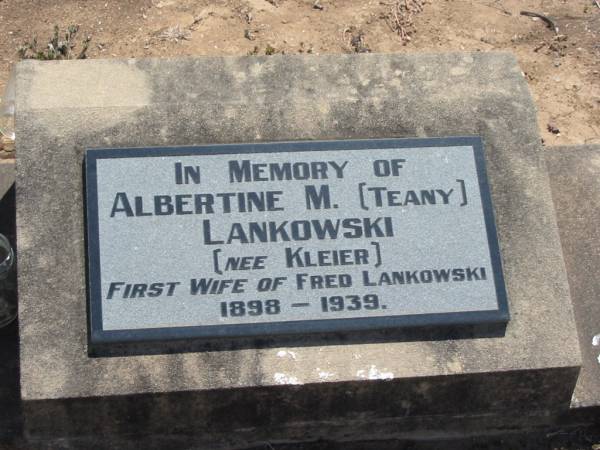 IN MEMORY OF
ALBERTINE M. [TEANY]
LANKOWSKI
[NEE KLEIER]
FIRST WIFE OF FRED LANKOWSKI
1898 – 1939.